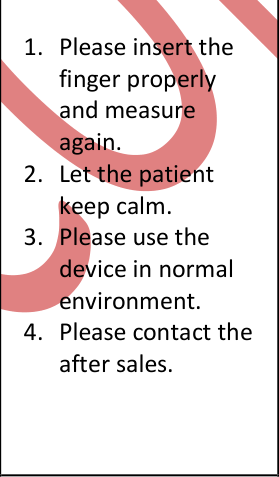 1. Please insert the
finger properly
and measure
again.
2. Let the patient
keep calm.
3. Please use the
device in normal
environment.
4. Please contact the
after sales.